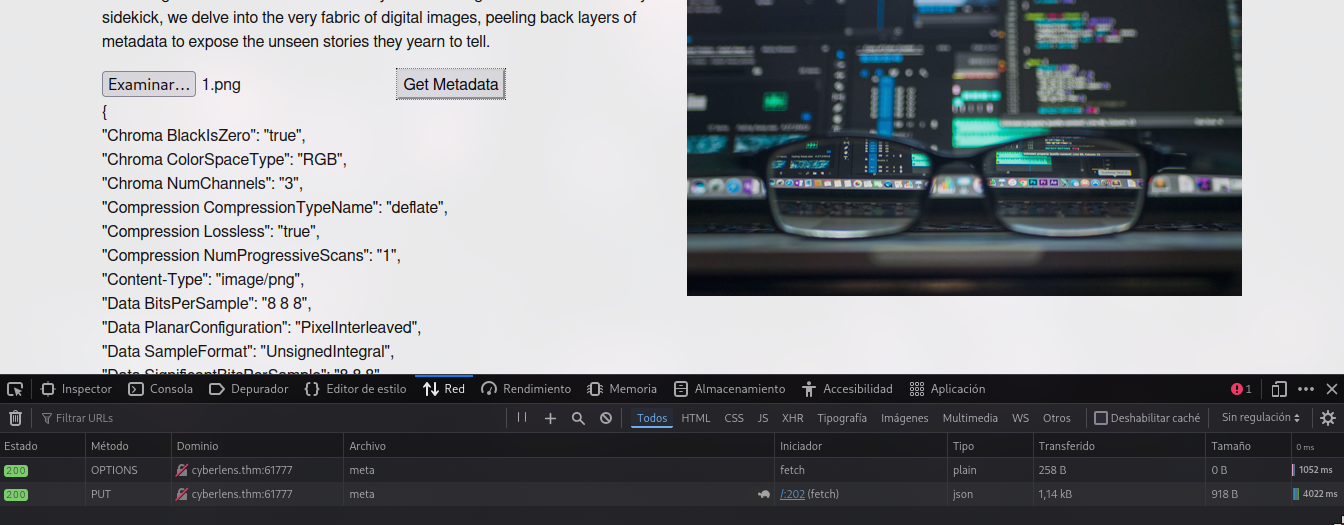 sidekick, we delve into the very fabric of digital images, peeling back layers of
metadata to expose the unseen stories they yearn to tell.
Examinar... 1.png Get Metadata
{
"Chroma BlackIsZero": "true",
"Chroma ColorSpaceType": "RGB",
"Chroma NumChannels": "3",
"Compression CompressionTypeName": "deflate",
"Compression Lossless": "true",
"Compression NumProgressiveScans": "1",
"Content-Type": "image/png",
"Data BitsPerSample": "8 8 8",
"Data PlanarConfiguration": "PixelInterleaved",
"Data SampleFormat": "UnsignedIntegral",
"Data SignificantBitsPerSample": "8 8 8"
Inspector Consola Depurador Editor de estilo Red Rendimiento Memoria Almacenamiento Accesibilidad Aplicación 1
Filtrar URLs Todos HTML CSS JS XHR Tipografía Imágenes Multimedia WS Otros Deshabilitar caché Sin regulación
Estado Método Dominio Archivo Iniciador Tipo Transferido Tamaño 0 ms
200 OPTIONS cyberlens.thm:61777 meta fetch plain 258 B 0 B 1052 ms
200 PUT cyberlens.thm:61777 meta /:202 (fetch) json 1,14 kB 918 B 4022 ms